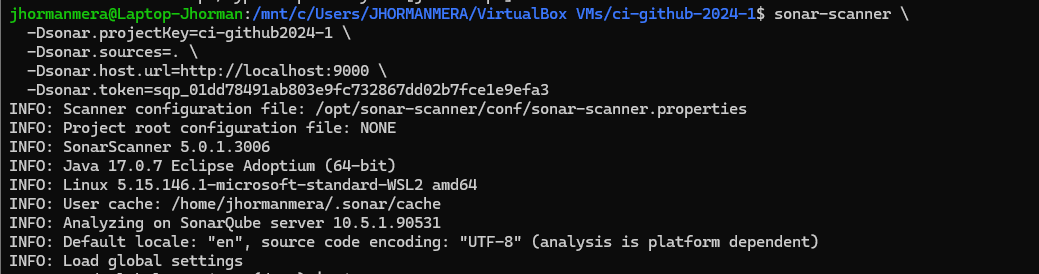 jhormanmera@Laptop-Jhorman:/mnt/c/Users/JHORMANMERA/VirtualBox VMs/ci-github-2024-1$ sonar-scanner \
-Dsonar.projectKey=ci-github2024-1 \
-Dsonar.sources=. \
-Dsonar.host.url=http://localhost:9000 \
-Dsonar.token=sqp_01dd78491ab803e9fc732867dd02b7fce1e9efa3
INFO: Scanner configuration file: /opt/sonar-scanner/conf/sonar-scanner.properties
INFO: Project root configuration file: NONE
INFO: SonarScanner 5.0.1.3006
INFO: Java 17.0.7 Eclipse Adoptium (64-bit)
INFO: Linux 5.15.146.1-microsoft-standard-WSL2 amd64
INFO: User cache: /home/jhormanmera/.sonar/cache
INFO: Analyzing on SonarQube server 10.5.1.90531
INFO: Default locale: "en", source code encoding: "UTF-8" (analysis is platform dependent)
INFO: Load global settings